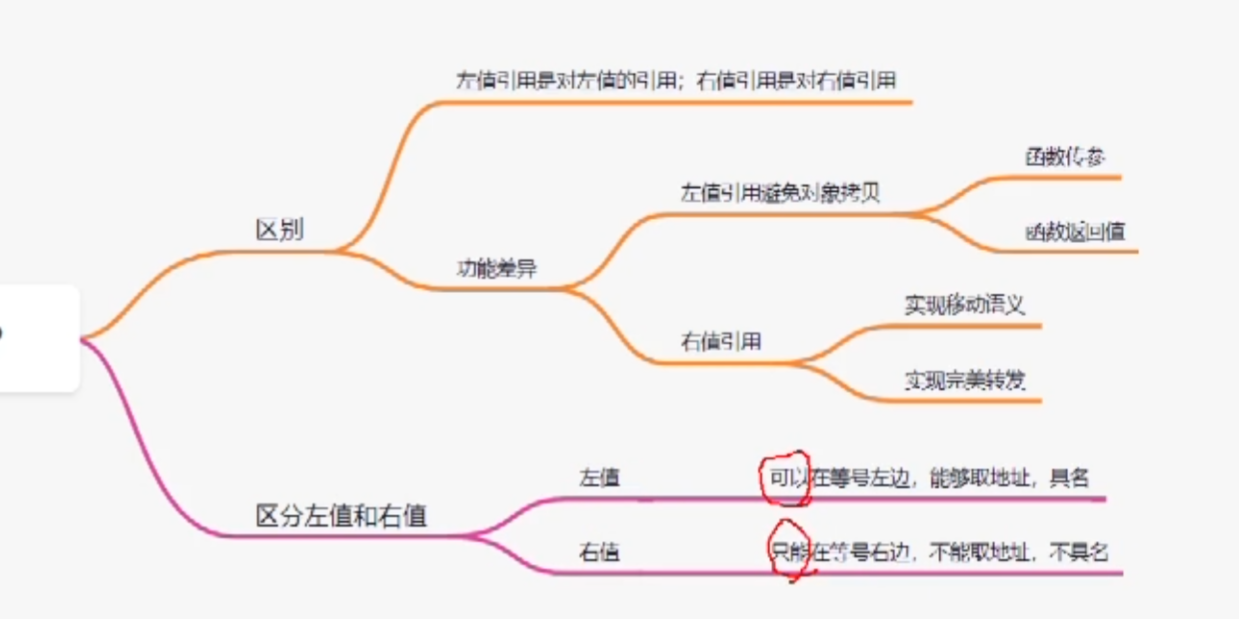 左值引用是对左值的引用；右值引用是对右值引用
函数传参
左值引用避免对象拷贝
区别
函数返回值
功能差异
实现移动语义
右值引用
实现完美转发
左值 可以在等号左边，能够取地址，具名
区分左值和右值
右值 只能在等号右边，不能取地址，不具名